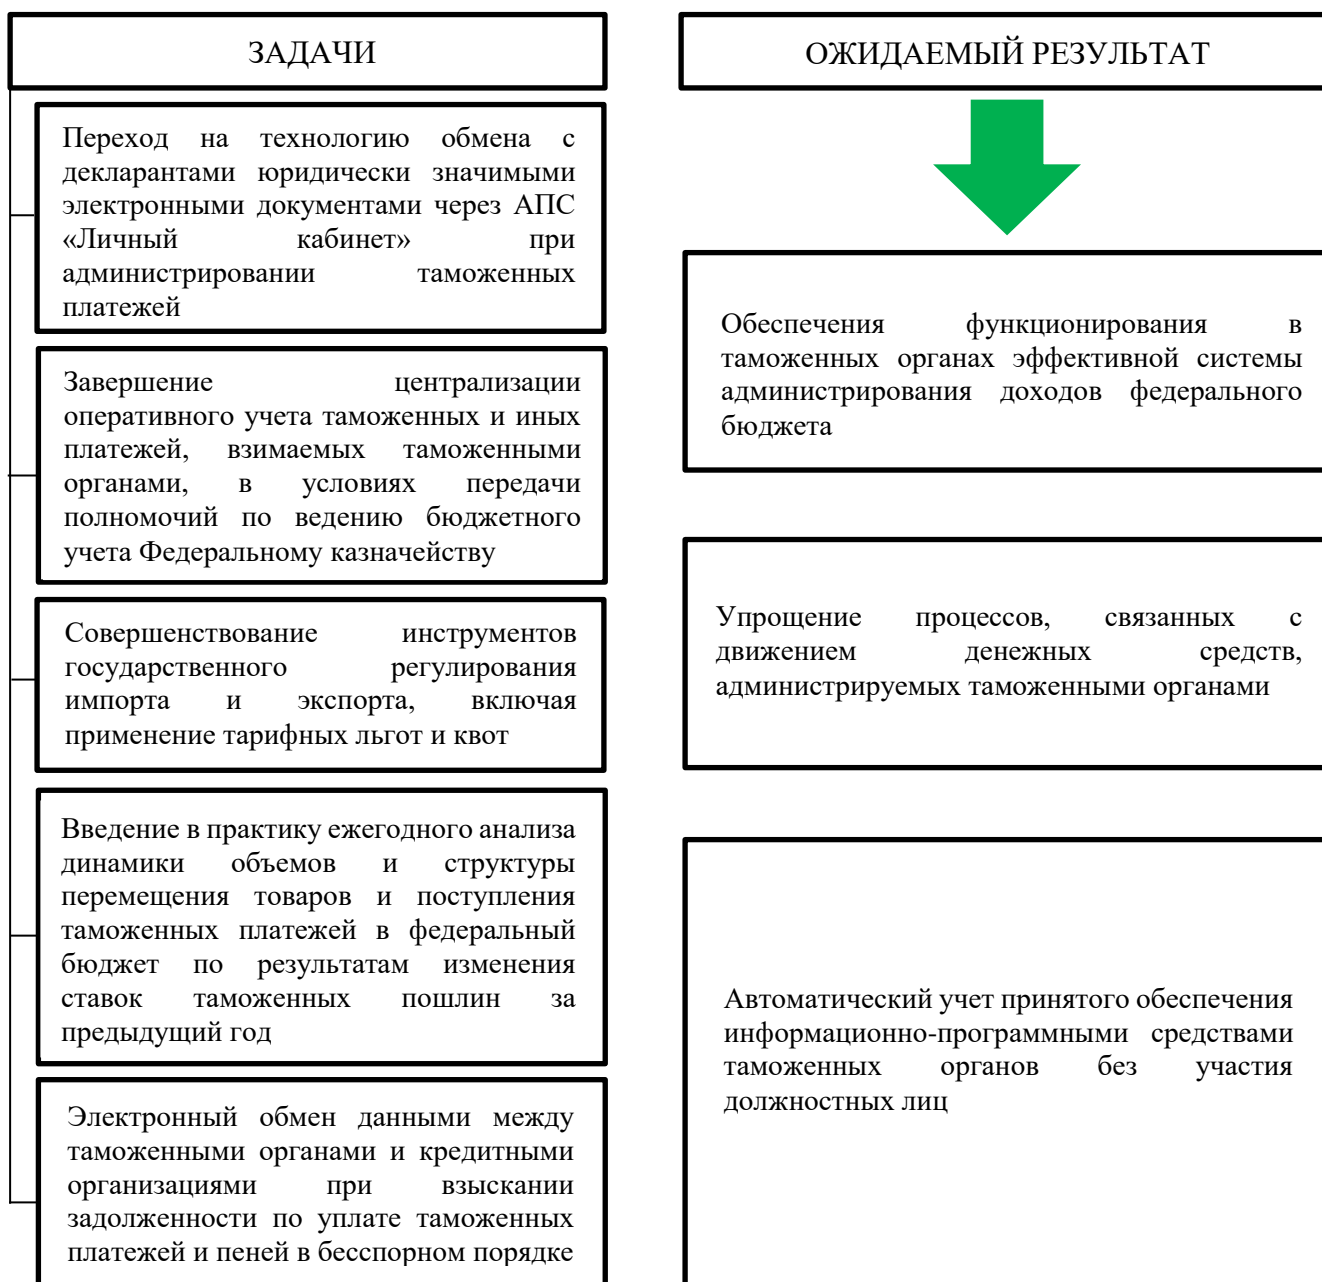 ЗАДАЧИ
Переход на технологию обмена с
декларантами юридически значимыми
электронными документами через АПС
«Личный кабинет» при
администрировании таможенных
платежей
Завершение централизации
оперативного учета таможенных и иных
платежей, взимаемых таможенными
органами, в условиях передачи
полномочий по ведению бюджетного
учета Федеральному казначейству
Совершенствование инструментов
государственного регулирования
импорта и экспорта, включая
применение тарифных льгот и квот
Введение в практику ежегодного анализа
динамики объемов и структуры
перемещения товаров и поступления
таможенных платежей в федеральный
бюджет по результатам изменения
ставок таможенных пошлин за
предыдущий год
Электронный обмен данными между
таможенными органами и кредитными
организациями при взыскании
задолженности по уплате таможенных
платежей и пеней в бесспорном порядке
ОЖИДАЕМЫЙ РЕЗУЛЬТАТ
Обеспечения функционирования в
таможенных органах эффективной системы
администрирования доходов федерального
бюджета
Упрощение процессов, связанных с
движением денежных средств,
администрируемых таможенными органами
Автоматический учет принятого обеспечения
информационно-программными средствами
таможенных органов без участия
должностных лиц